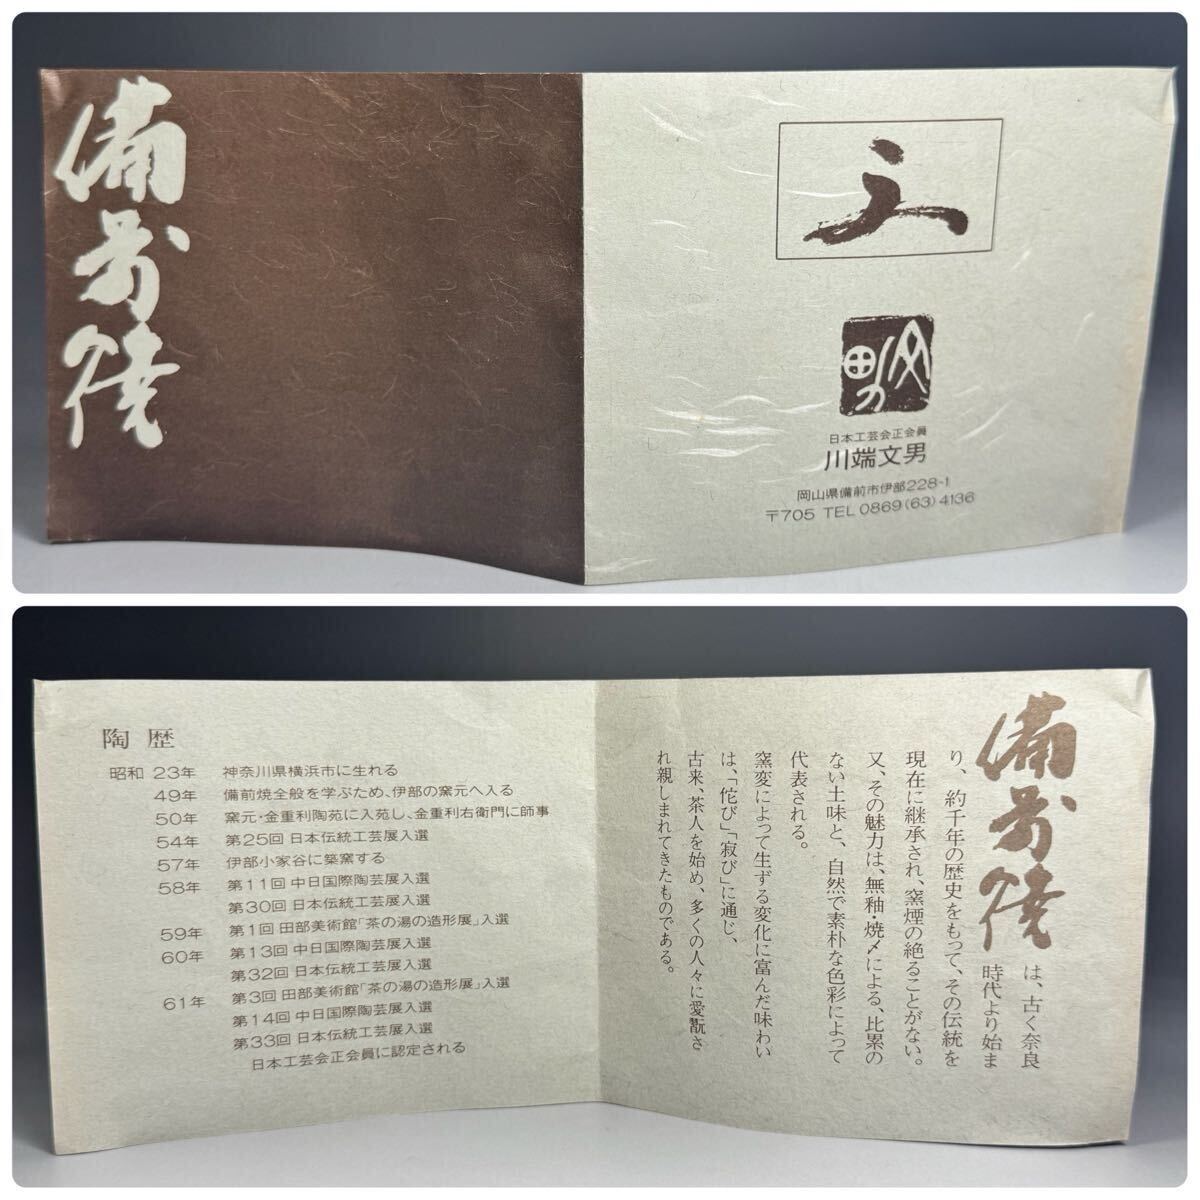 備前焼
文
文男
日本工芸会正会員
川端文男
岡山県備前市伊部228-1
〒705 TEL 0869(63)4136
備前焼
は、古く奈良
時代より始ま
り、約千年の歴史をもって、その伝統を
現在に継承され、窯煙の絶ることがない。
又、その魅力は、無釉・焼〆による、比累の
ない土味と、自然で素朴な色彩によって
代表される。
窯変によって生ずる変化に富んだ味わい
は、「侘び」「寂び」に通じ、
古来、茶人を始め、多くの人々に愛翫さ
れ親しまれてきたものである。
陶歴
昭和 23年 神奈川県横浜市に生れる
49年 備前焼全般を学ぶため、伊部の窯元へ入る
50年 窯元・金重利陶苑に入苑し、金重利右衛門に師事
54年 第25回 日本伝統工芸展入選
57年 伊部小家谷に築窯する
58年 第11回 中日国際陶芸展入選
第30回 日本伝統工芸展入選
59年 第1回 田部美術館「茶の湯の造形展」入選
60年 第13回 中日国際陶芸展入選
第32回 日本伝統工芸展入選
61年 第3回 田部美術館「茶の湯の造形展」入選
第14回 中日国際陶芸展入選
第33回 日本伝統工芸展入選
日本工芸会正会員に認定される